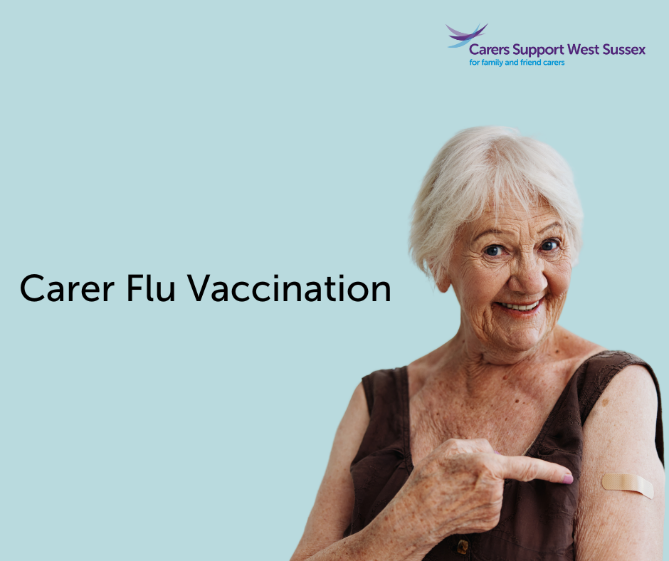 Carers Support West Sussex
for family and friend carers
Carer Flu Vaccination